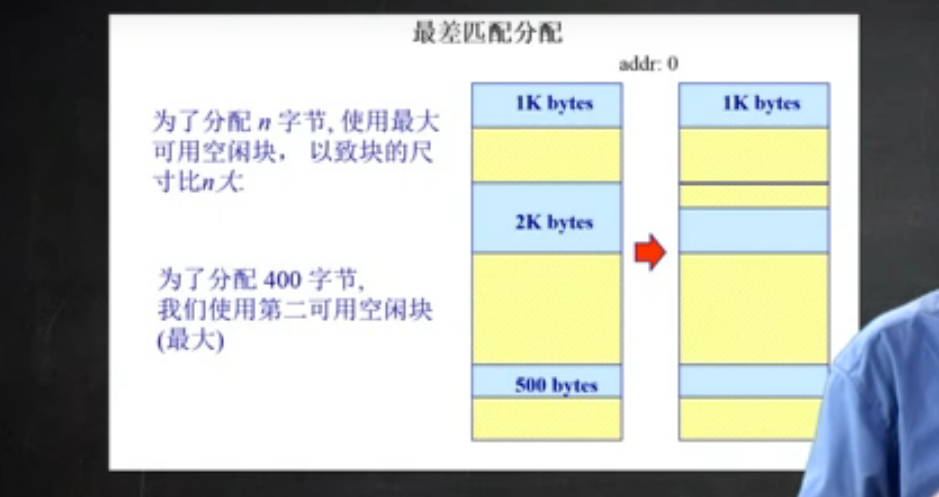 最差匹配分配
addr: 0
为了分配 n 字节, 使用最大
可用空闲块， 以致块的尺
寸比n大.
为了分配 400 字节,
我们使用第二可用空闲块
(最大)
1K bytes
2K bytes
500 bytes
1K bytes